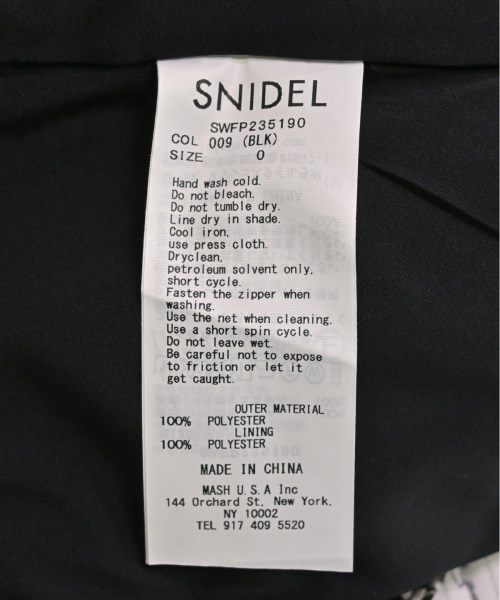 SNIDEL
SWFP235190
COL 009 (BLK)
SIZE 0
Hand wash cold.
Do not bleach.
Do not tumble dry.
Line dry in shade.
Cool iron,
use press cloth.
Dryclean,
petroleum solvent only,
short cycle.
Fasten the zipper when
washing.
Use the net when cleaning.
Use a short spin cycle.
Do not leave wet.
Be careful not to expose
to friction or let it
get caught.
OUTER MATERIAL
100% POLYESTER
LINING
100% POLYESTER
MADE IN CHINA
MASH U.S.A Inc
144 Orchard St, New York,
NY 10002
TEL 917 409 5520